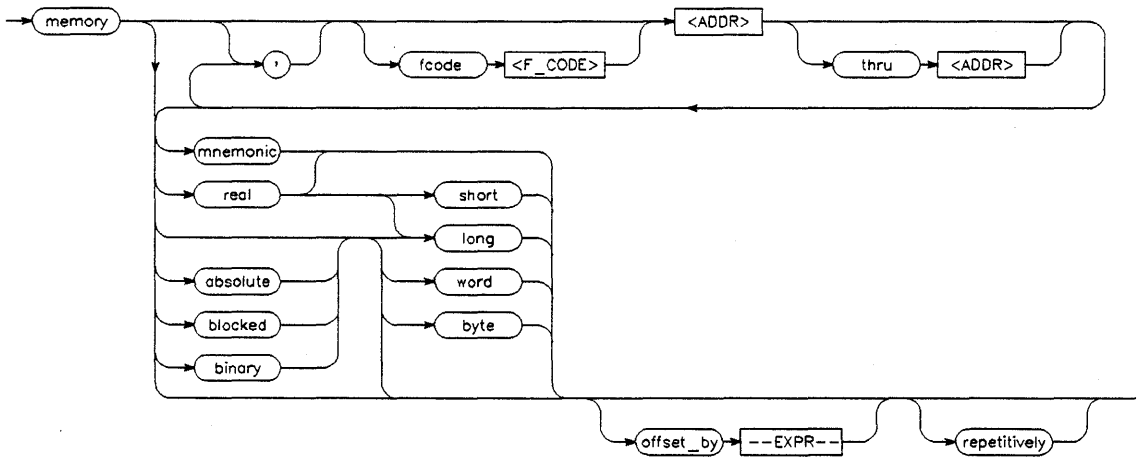 memory
<ADDR>
,
fcode
<F_CODE>
thru
<ADDR>
mnemonic
real
short
long
absolute
word
blocked
byte
binary
offset_by
--EXPR--
repetitively